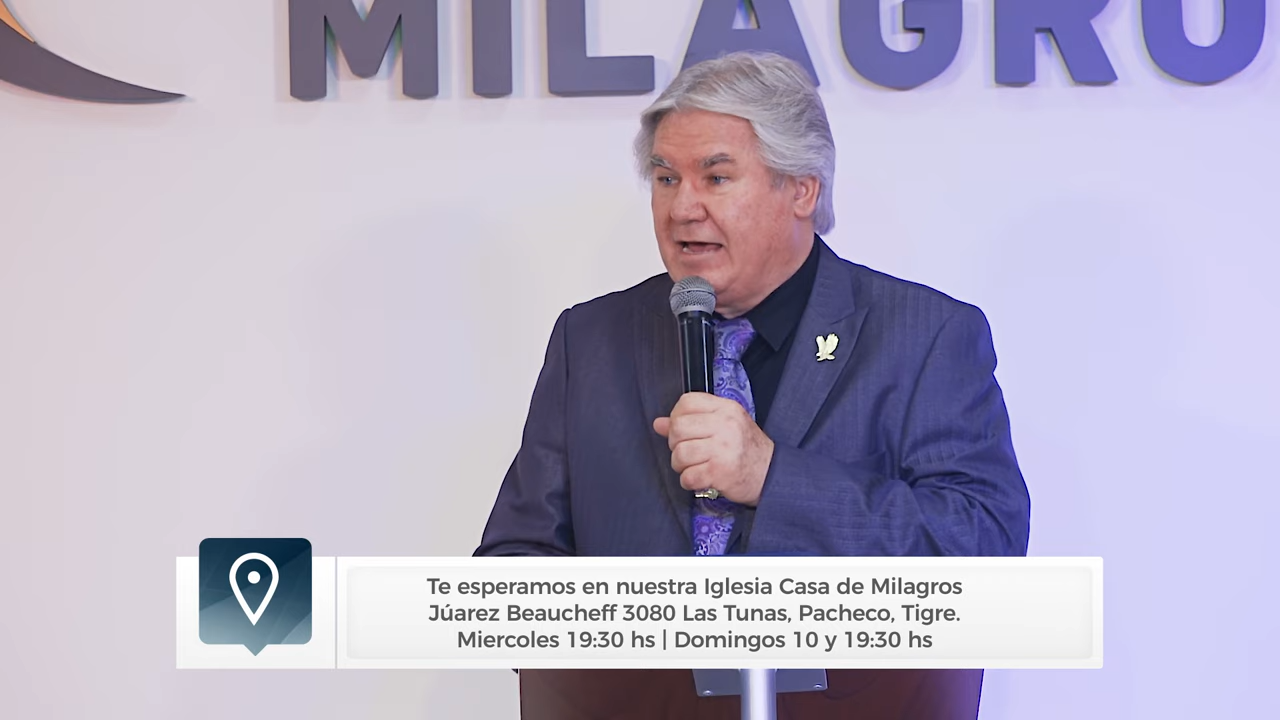 MILAGRO
Te esperamos en nuestra Iglesia Casa de Milagros
Júarez Beaucheff 3080 Las Tunas, Pacheco, Tigre.
Miercoles 19:30 hs | Domingos 10 y 19:30 hs